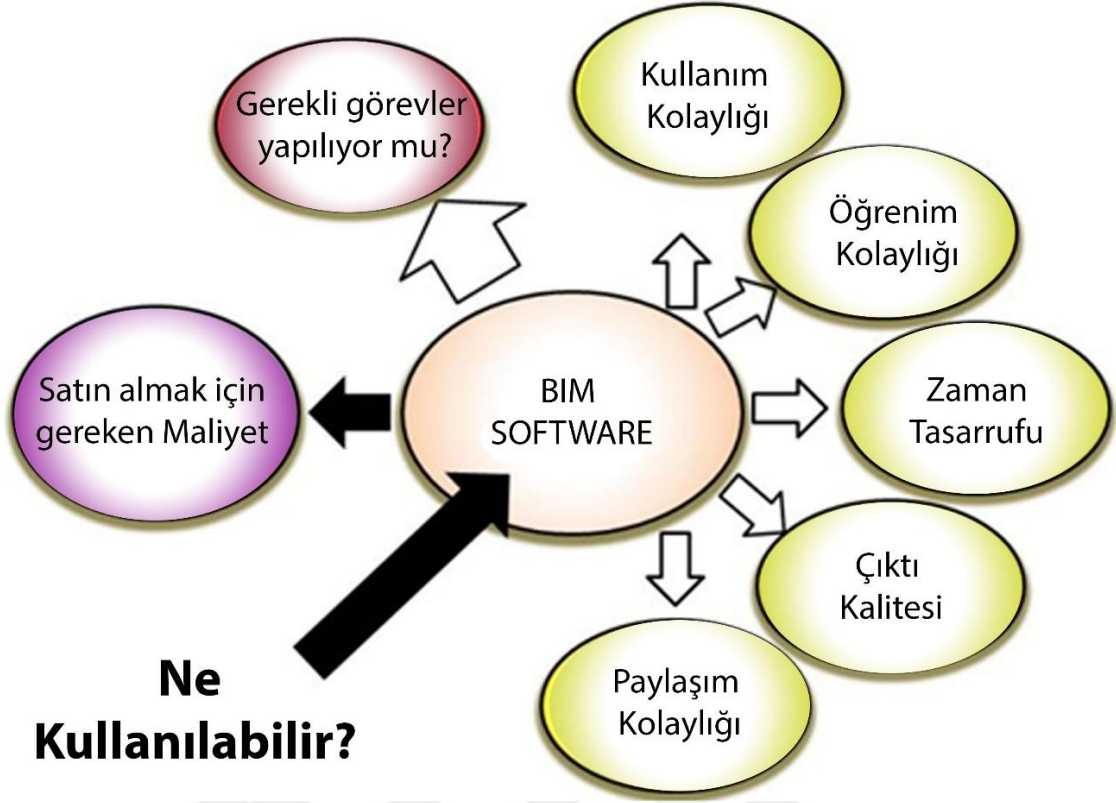 Gerekli görevler
yapılıyor mu?
Kullanım
Kolaylığı
Öğrenim
Kolaylığı
Satın almak için
gereken Maliyet
BIM
SOFTWARE
Zaman
Tasarrufu
Çıktı
Kalitesi
Paylaşım
Kolaylığı
Ne
Kullanılabilir?